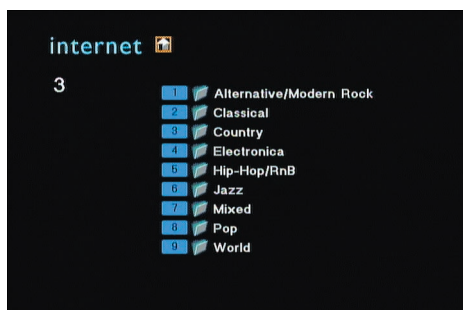 internet
3
1 Alternative/Modern Rock
2 Classical
3 Country
4 Electronica
5 Hip-Hop/RnB
6 Jazz
7 Mixed
8 Pop
9 World